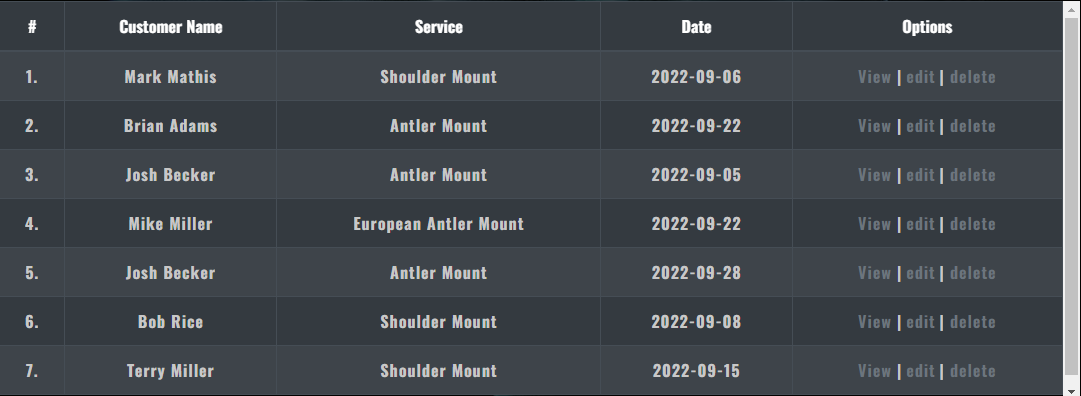 # Customer Name Service Date Options
1. Mark Mathis Shoulder Mount 2022-09-06 View | edit | delete
2. Brian Adams Antler Mount 2022-09-22 View | edit | delete
3. Josh Becker Antler Mount 2022-09-05 View | edit | delete
4. Mike Miller European Antler Mount 2022-09-22 View | edit | delete
5. Josh Becker Antler Mount 2022-09-28 View | edit | delete
6. Bob Rice Shoulder Mount 2022-09-08 View | edit | delete
7. Terry Miller Shoulder Mount 2022-09-15 View | edit | delete